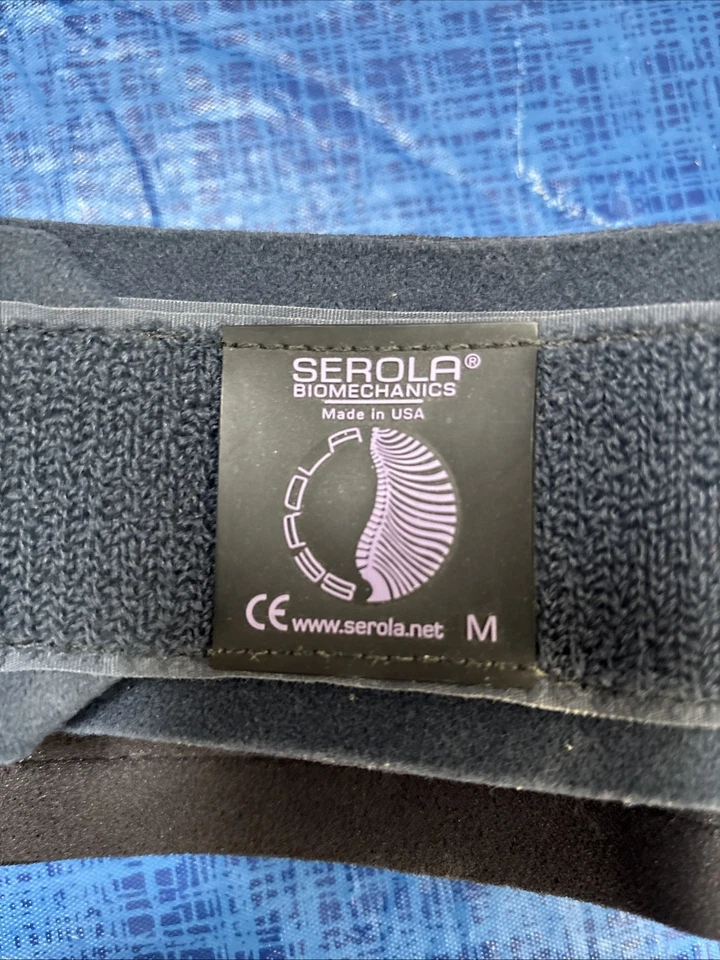 SEROLA®
BIOMECHANICS
Made in USA
SEROLA
CE www.serola.net M